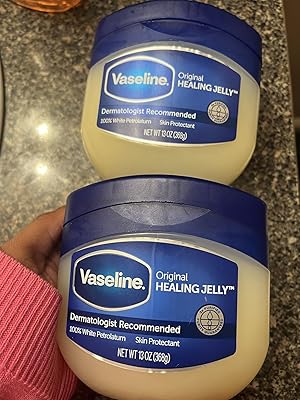 Vaseline.
Original
HEALING JELLY™
Dermatologist Recommended
100% White Petrolatum Skin Protectant
NET WT 13 OZ (368g)
Vaseline.
Original
HEALING JELLY™
Dermatologist Recommended
100% White Petrolatum Skin Protectant
NET WT 13 OZ (368g)